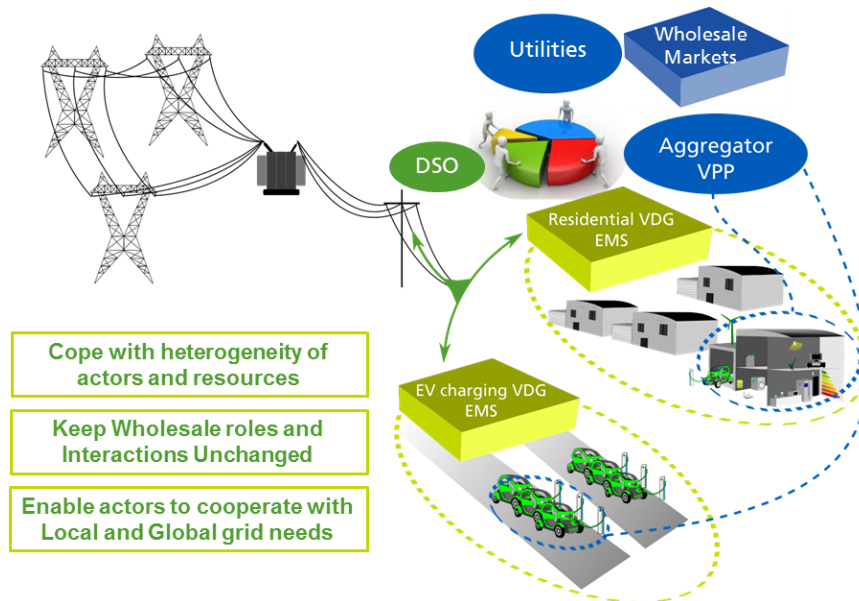 Utilities
Wholesale
Markets
DSO
Aggregator
VPP
Residential VDG
EMS
EV charging VDG
EMS
Cope with heterogeneity of
actors and resources
Keep Wholesale roles and
Interactions Unchanged
Enable actors to cooperate with
Local and Global grid needs